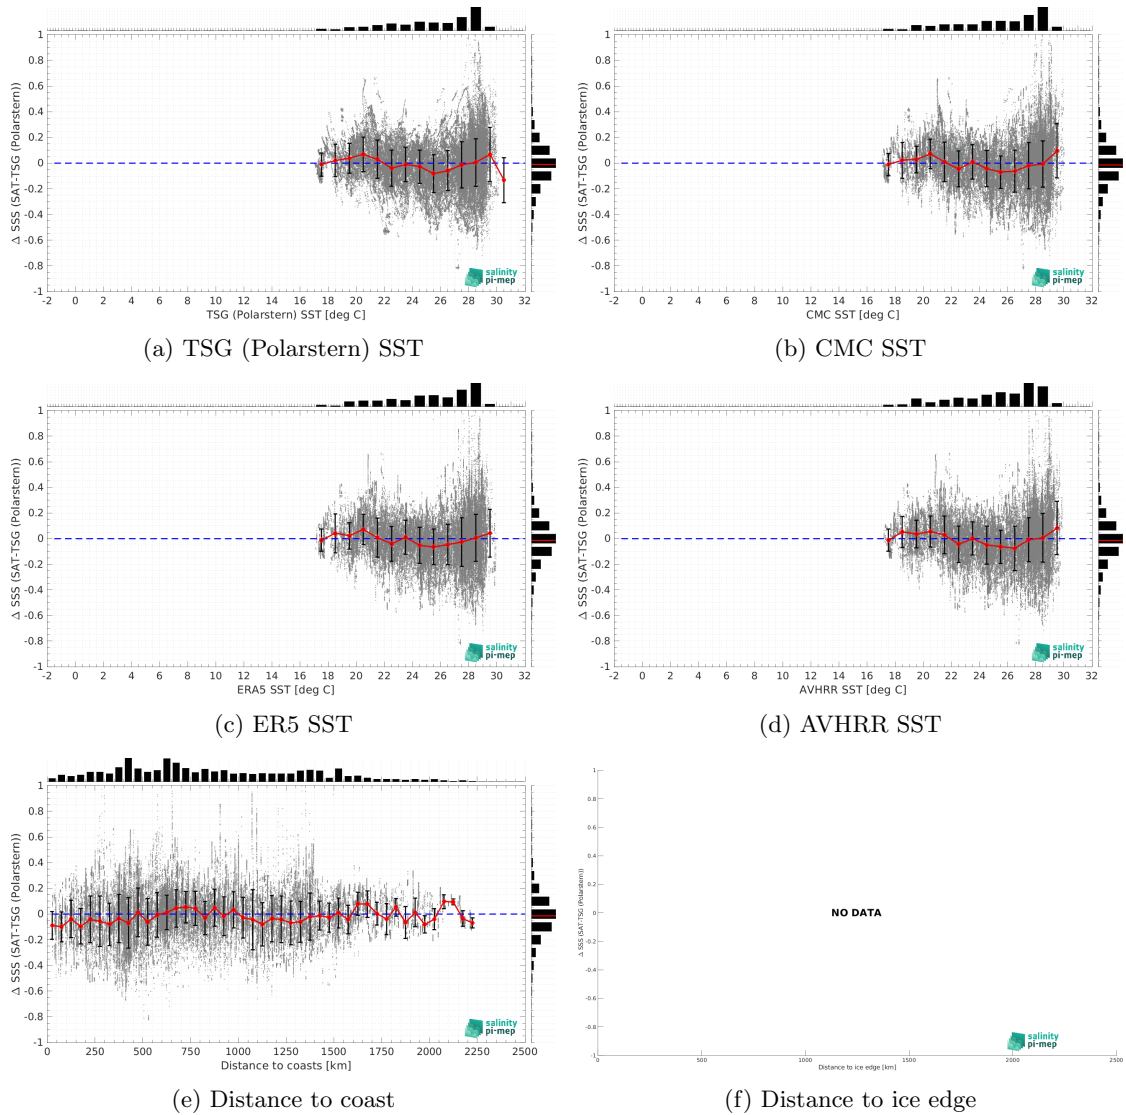 1
0.8
0.6
0.4
0.2
0
-0.2
-0.4
-0.6
-0.8
-1
Δ SSS (SAT-TSG (Polarstern))
salinity
pi-mep
-2 0 2 4 6 8 10 12 14 16 18 20 22 24 26 28 30 32
TSG (Polarstern) SST [deg C]
(a) TSG (Polarstern) SST
1
0.8
0.6
0.4
0.2
0
-0.2
-0.4
-0.6
-0.8
-1
Δ SSS (SAT-TSG (Polarstern))
salinity
pi-mep
-2 0 2 4 6 8 10 12 14 16 18 20 22 24 26 28 30 32
CMC SST [deg C]
(b) CMC SST
1
0.8
0.6
0.4
0.2
0
-0.2
-0.4
-0.6
-0.8
-1
Δ SSS (SAT-TSG (Polarstern))
salinity
pi-mep
-2 0 2 4 6 8 10 12 14 16 18 20 22 24 26 28 30 32
ERA5 SST [deg C]
(c) ER5 SST
1
0.8
0.6
0.4
0.2
0
-0.2
-0.4
-0.6
-0.8
-1
Δ SSS (SAT-TSG (Polarstern))
salinity
pi-mep
-2 0 2 4 6 8 10 12 14 16 18 20 22 24 26 28 30 32
AVHRR SST [deg C]
(d) AVHRR SST
1
0.8
0.6
0.4
0.2
0
-0.2
-0.4
-0.6
-0.8
-1
Δ SSS (SAT-TSG (Polarstern))
salinity
pi-mep
0 250 500 750 1000 1250 1500 1750 2000 2250 2500
Distance to coasts [km]
(e) Distance to coast
1
0.8
0.6
0.4
0.2
0
-0.2
-0.4
-0.6
-0.8
-1
Δ SSS (SAT-TSG (Polarstern))
NO DATA
salinity
pi-mep
0 500 1000 1500 2000 2500
Distance to ice edge [km]
(f) Distance to ice edge